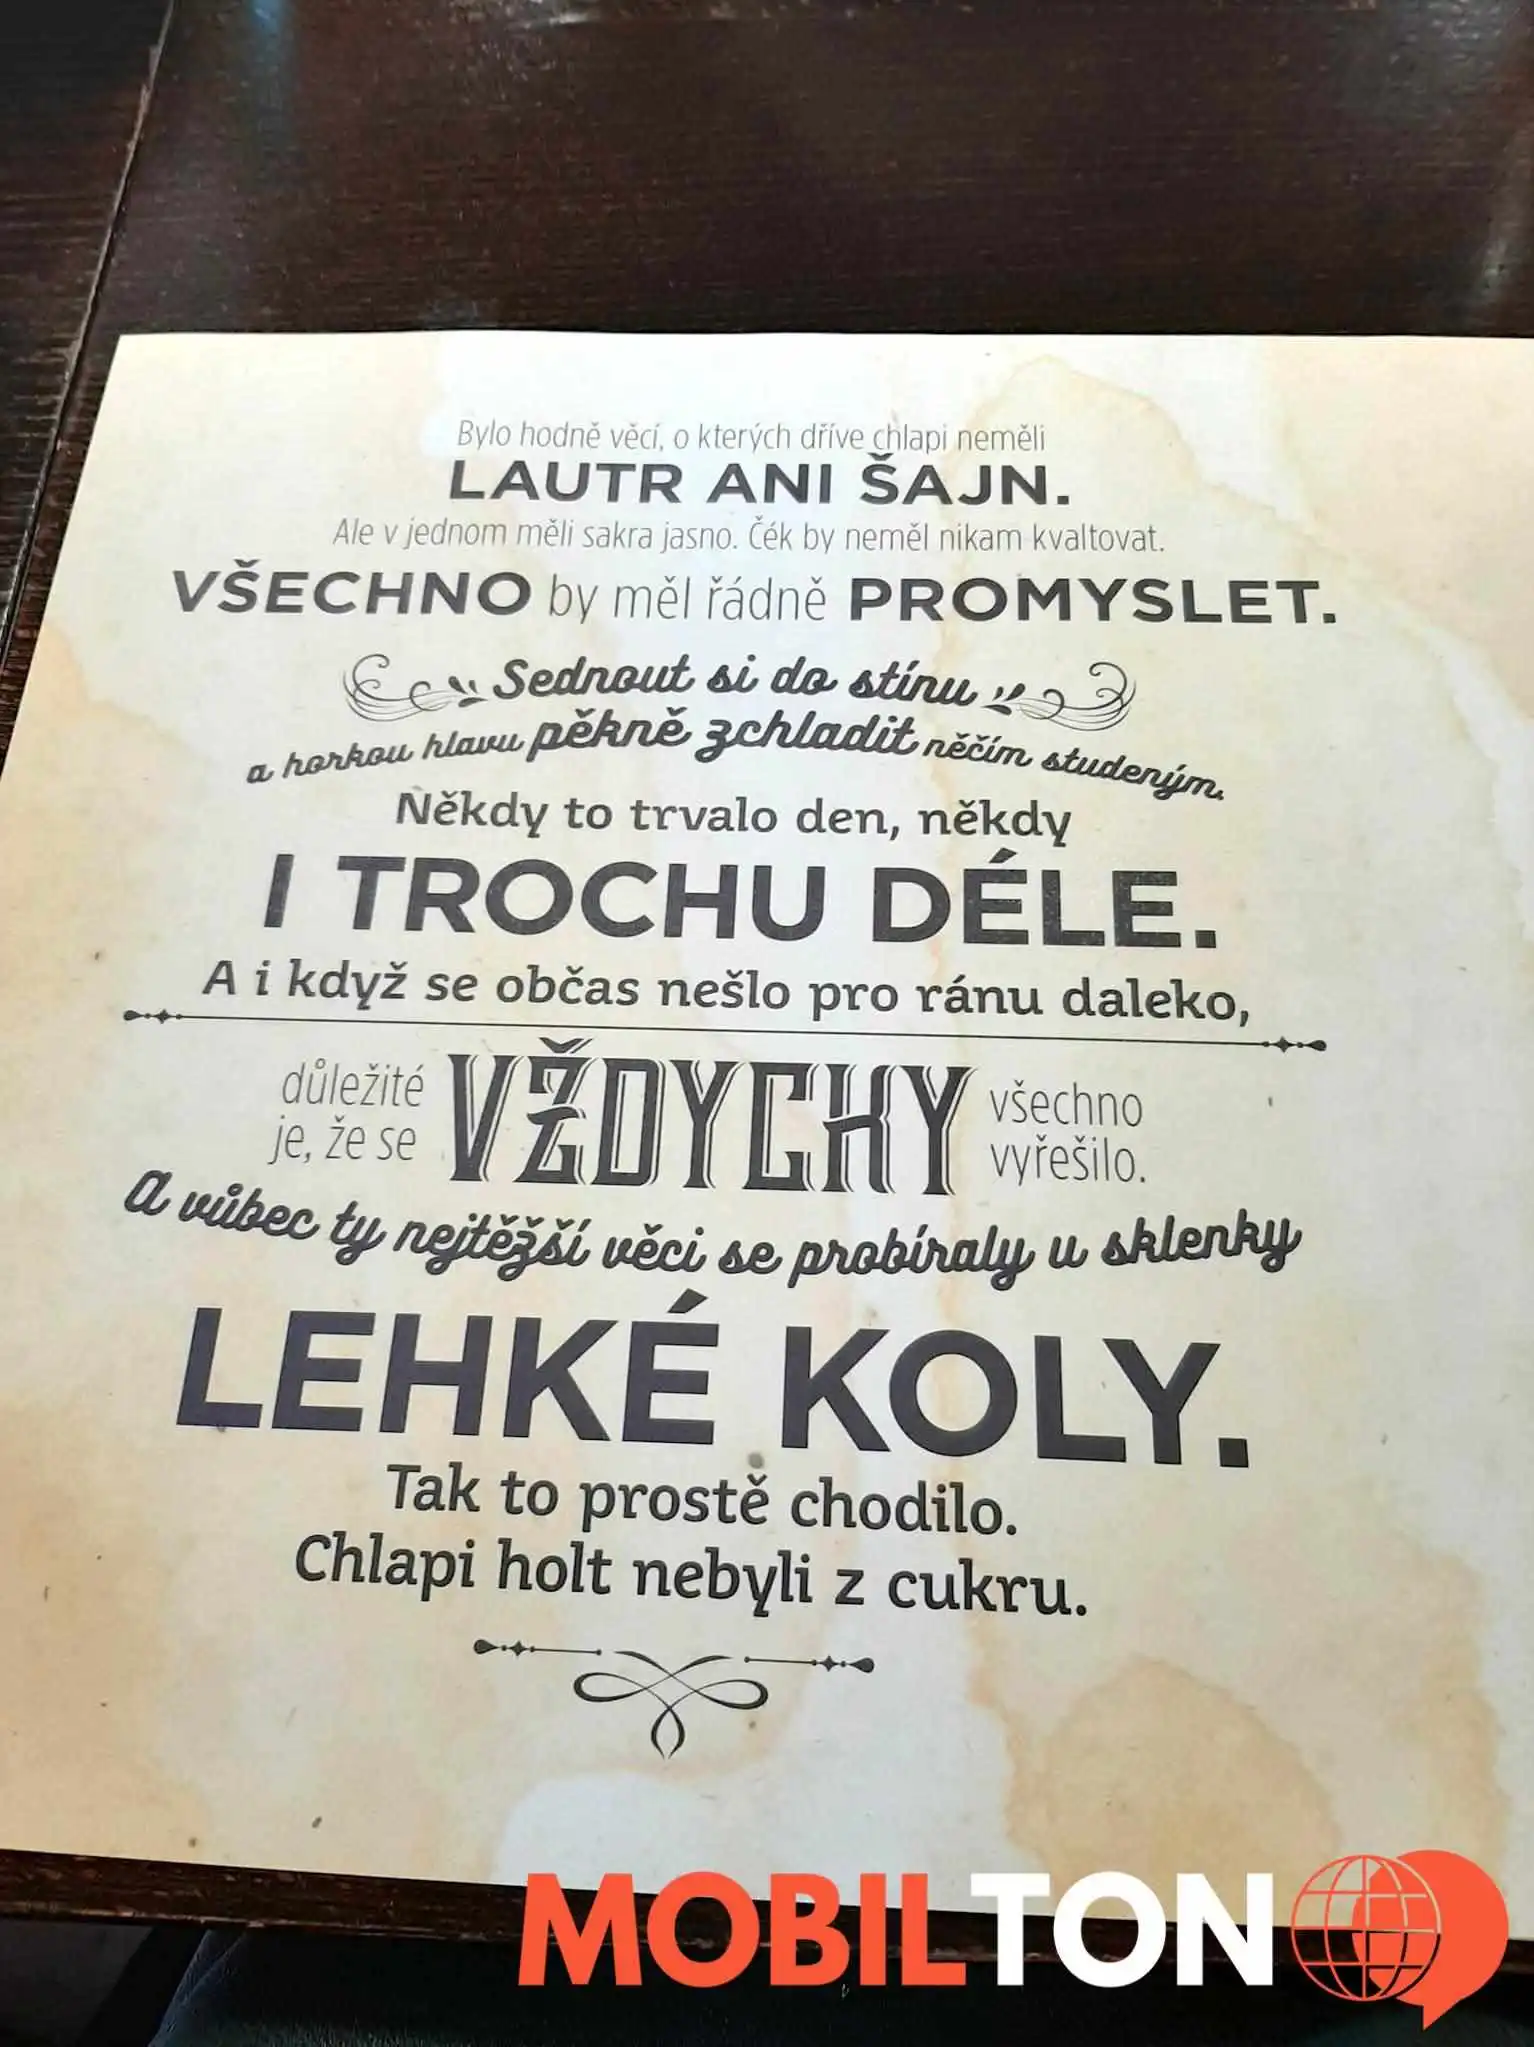 Bylo hodně věcí, o kterých dříve chlapi neměli
LAUTR ANI ŠAJN.
Ale v jednom měli sakra jasno. Čék by neměl nikam kvaltovat.
VŠECHNO by měl řádně PROMYSLET.
Sednout si do stínu
a horkou hlavu pěkně zchladit něčím studeným.
Někdy to trvalo den, někdy
I TROCHU DÉLE.
A i když se občas nešlo pro ránu daleko,
důležité je, že se VŽDYCKY všechno vyřešilo.
A vůbec ty nejtěžší věci se probíraly u sklenky
LEHKÉ KOLY.
Tak to prostě chodilo.
Chlapi holt nebyli z cukru.
MOBILTON